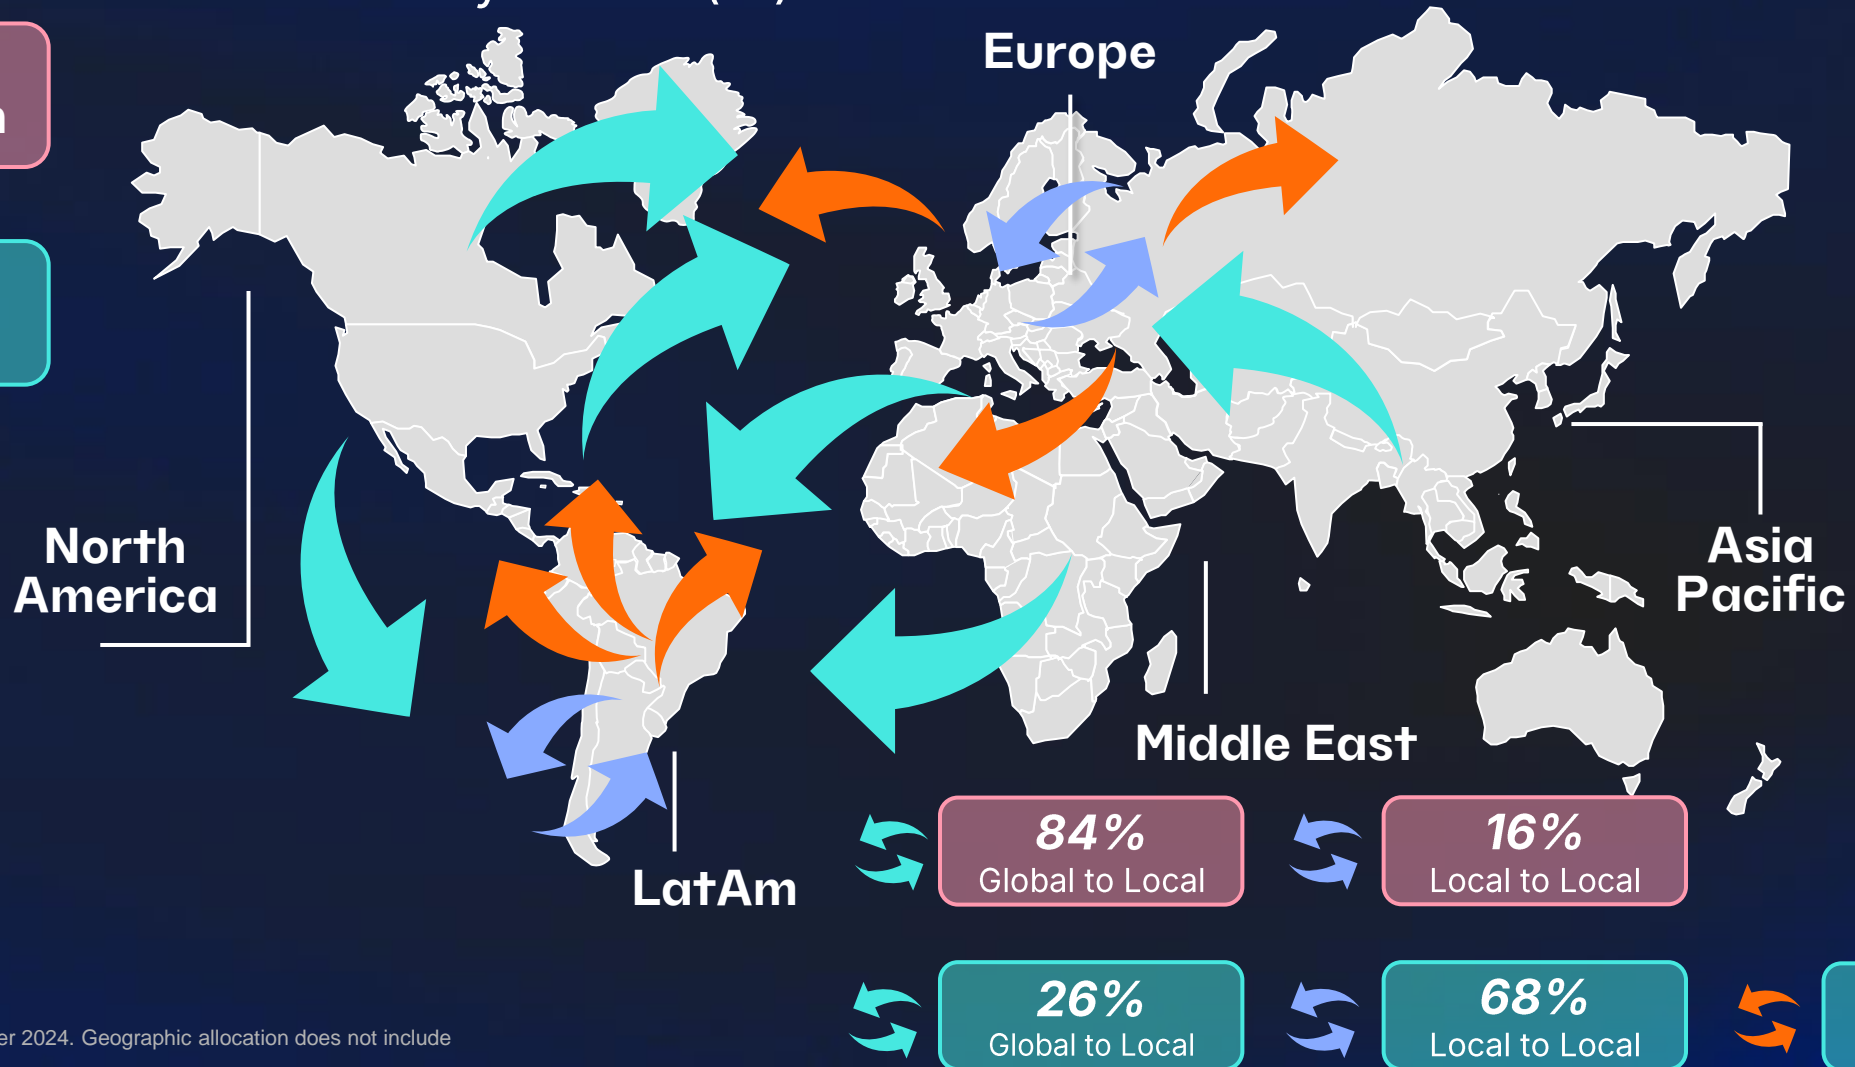 Europe
North
America
Asia
Pacific
Middle East
LatAm
84%
Global to Local
16%
Local to Local
26%
Global to Local
68%
Local to Local
2024. Geographic allocation does not include